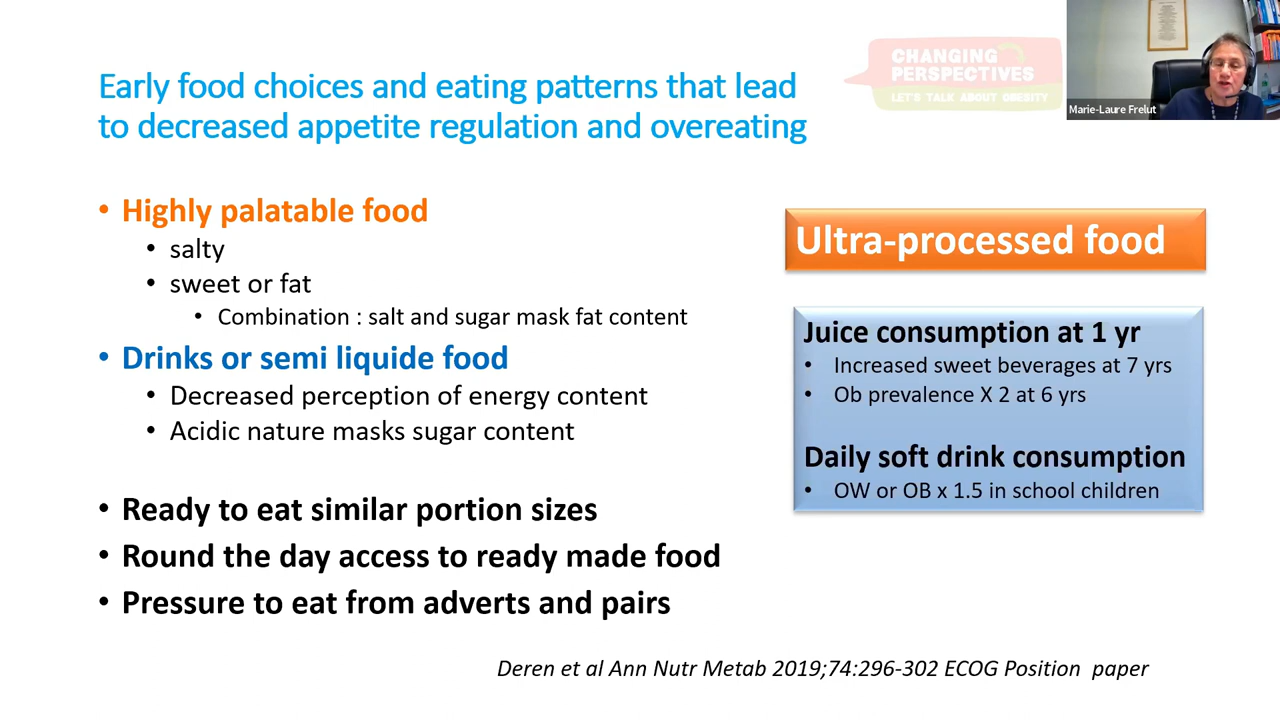 CHANGING
PERSPECTIVES
LET'S TALK ABOUT OBESITY
Marie-Laure Frelut
Early food choices and eating patterns that lead
to decreased appetite regulation and overeating
• Highly palatable food
• salty
• sweet or fat
• Combination : salt and sugar mask fat content
• Drinks or semi liquide food
• Decreased perception of energy content
• Acidic nature masks sugar content
• Ready to eat similar portion sizes
• Round the day access to ready made food
• Pressure to eat from adverts and pairs
Ultra-processed food
Juice consumption at 1 yr
• Increased sweet beverages at 7 yrs
• Ob prevalence X 2 at 6 yrs
Daily soft drink consumption
• OW or OB x 1.5 in school children
Deren et al Ann Nutr Metab 2019;74:296-302 ECOG Position paper